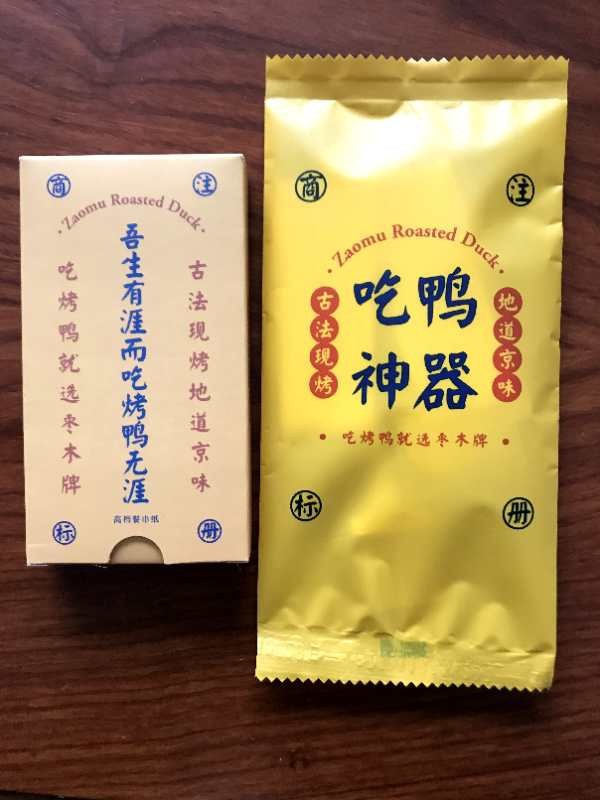 商 注
Zaomu Roasted Duck
吾生有涯而吃烤鸭无涯
古法现烤地道京味
吃烤鸭就选枣木牌
高档餐巾纸
标 册
商 注
Zaomu Roasted Duck
吃鸭
神器
古法现烤
地道京味
吃烤鸭就选枣木牌
标 册